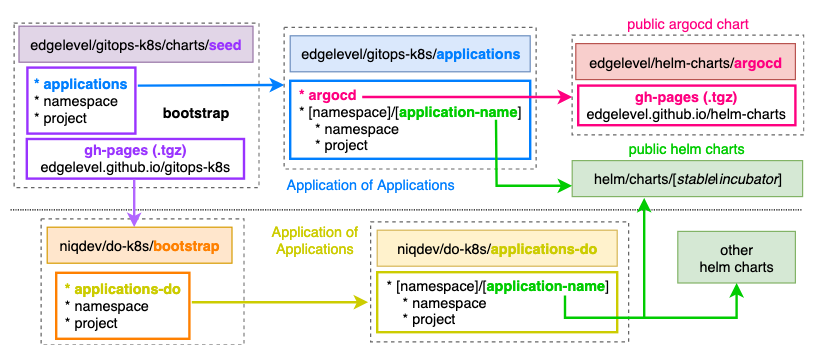 public argocd chart
edgelevel/gitops-k8s/charts/seed
edgelevel/gitops-k8s/applications
edgelevel/helm-charts/argocd
* applications
* namespace
* project
bootstrap
* argocd
* [namespace]/[application-name]
* namespace
* project
gh-pages (.tgz)
edgelevel.github.io/helm-charts
gh-pages (.tgz)
edgelevel.github.io/gitops-k8s
public helm charts
Application of Applications
helm/charts/[stable|incubator]
niqdev/do-k8s/bootstrap
Application of
Applications
niqdev/do-k8s/applications-do
other
helm charts
* applications-do
* namespace
* project
* [namespace]/[application-name]
* namespace
* project